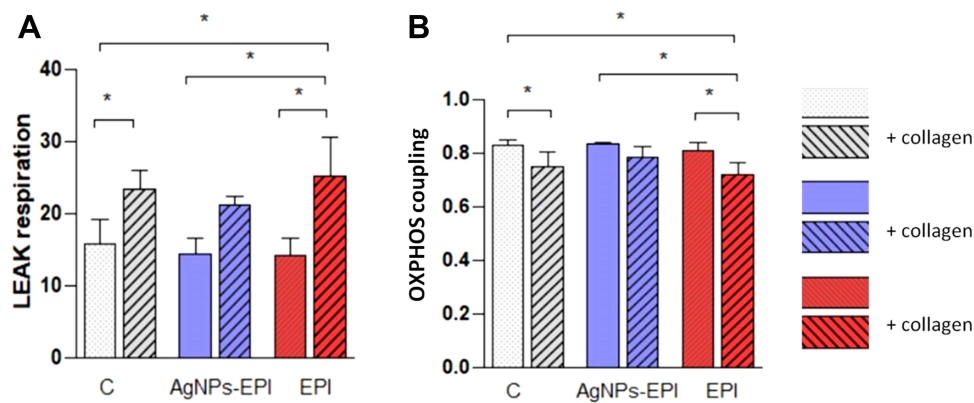 A
B
*
*
*
*
LEAK respiration
40
30
20
10
0
C
AgNPs-EPI
EPI
*
*
*
*
OXPHOS coupling
1.0
0.8
0.6
0.4
0.2
0.0
C
AgNPs-EPI
EPI
+ collagen
+ collagen
+ collagen